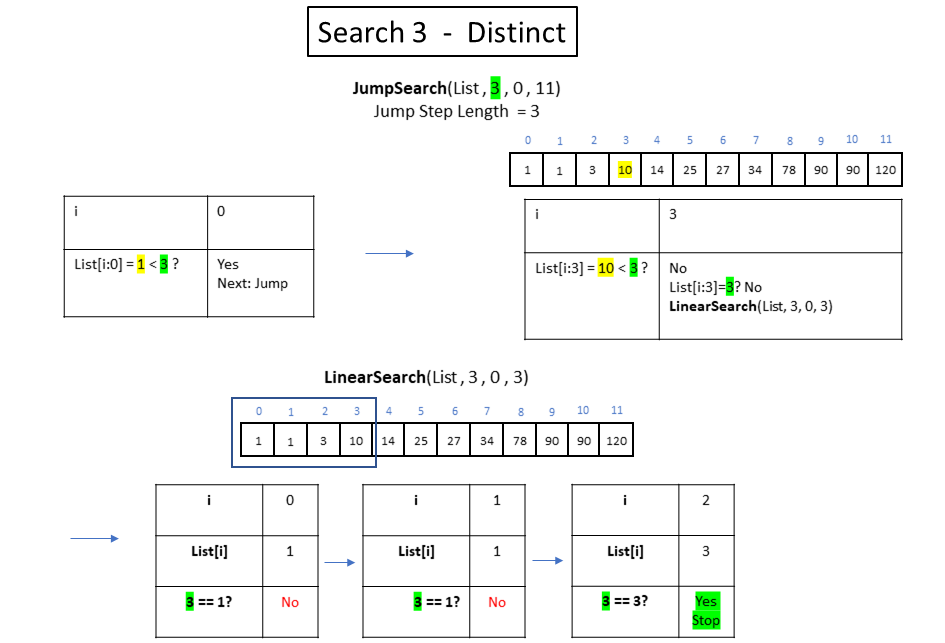 Search 3 - Distinct
JumpSearch(List , 3 , 0 , 11)
Jump Step Length = 3
0 1 2 3 4 5 6 7 8 9 10 11
1 1 3 10 14 25 27 34 78 90 90 120
i 0
List[i:0] = 1 < 3 ? Yes
Next: Jump
i 3
List[i:3] = 10 < 3 ? No
List[i:3]=3? No
LinearSearch(List, 3, 0, 3)
LinearSearch(List , 3 , 0 , 3)
0 1 2 3 4 5 6 7 8 9 10 11
1 1 3 10 14 25 27 34 78 90 90 120
i 0
List[i] 1
3 == 1? No
i 1
List[i] 1
3 == 1? No
i 2
List[i] 3
3 == 3? Yes
Stop